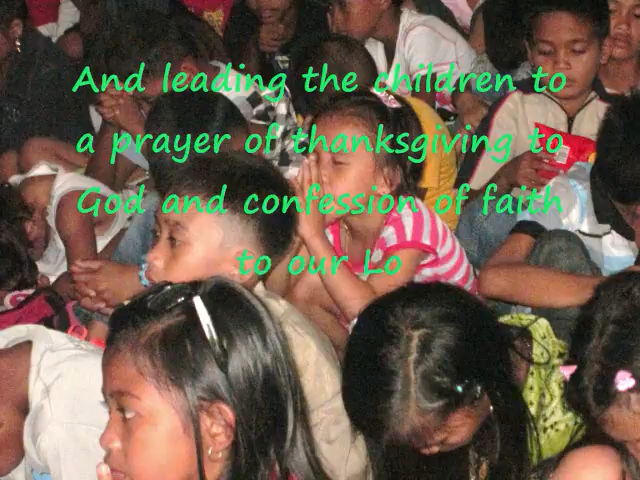 And leading the children to
a prayer of thanksgiving to
God and confession of faith
to our Lo